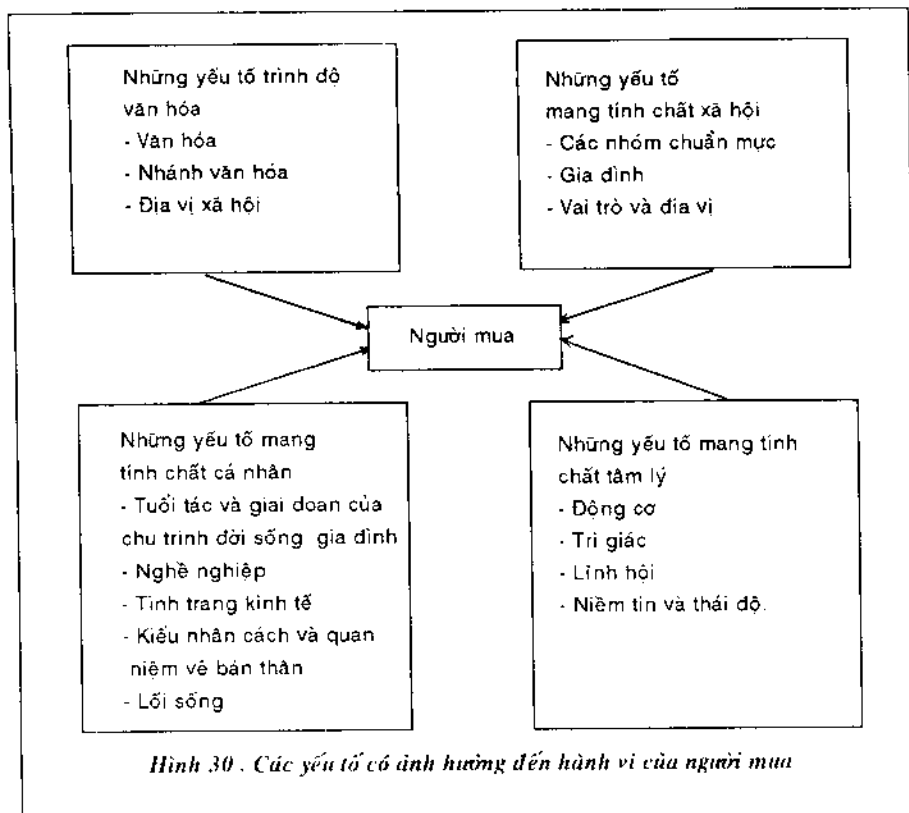 Những yếu tố trình độ
văn hóa
- Văn hóa
- Nhánh văn hóa
- Địa vị xã hội
Những yếu tố
mang tính chất xã hội
- Các nhóm chuẩn mực
- Gia đình
- Vai trò và địa vị
Người mua
Những yếu tố mang
tính chất cá nhân
- Tuổi tác và giai đoan của
chu trinh đời sống gia đình
- Nghề nghiệp
- Tình trang kinh tế
- Kiểu nhân cách và quan
niệm về bản thân
- Lối sống
Những yếu tố mang tính
chất tâm lý
- Động cơ
- Tri giác
- Lĩnh hội
- Niềm tin và thái độ.
Hình 30 . Các yếu tố có ảnh hưởng đến hành vi của người mua